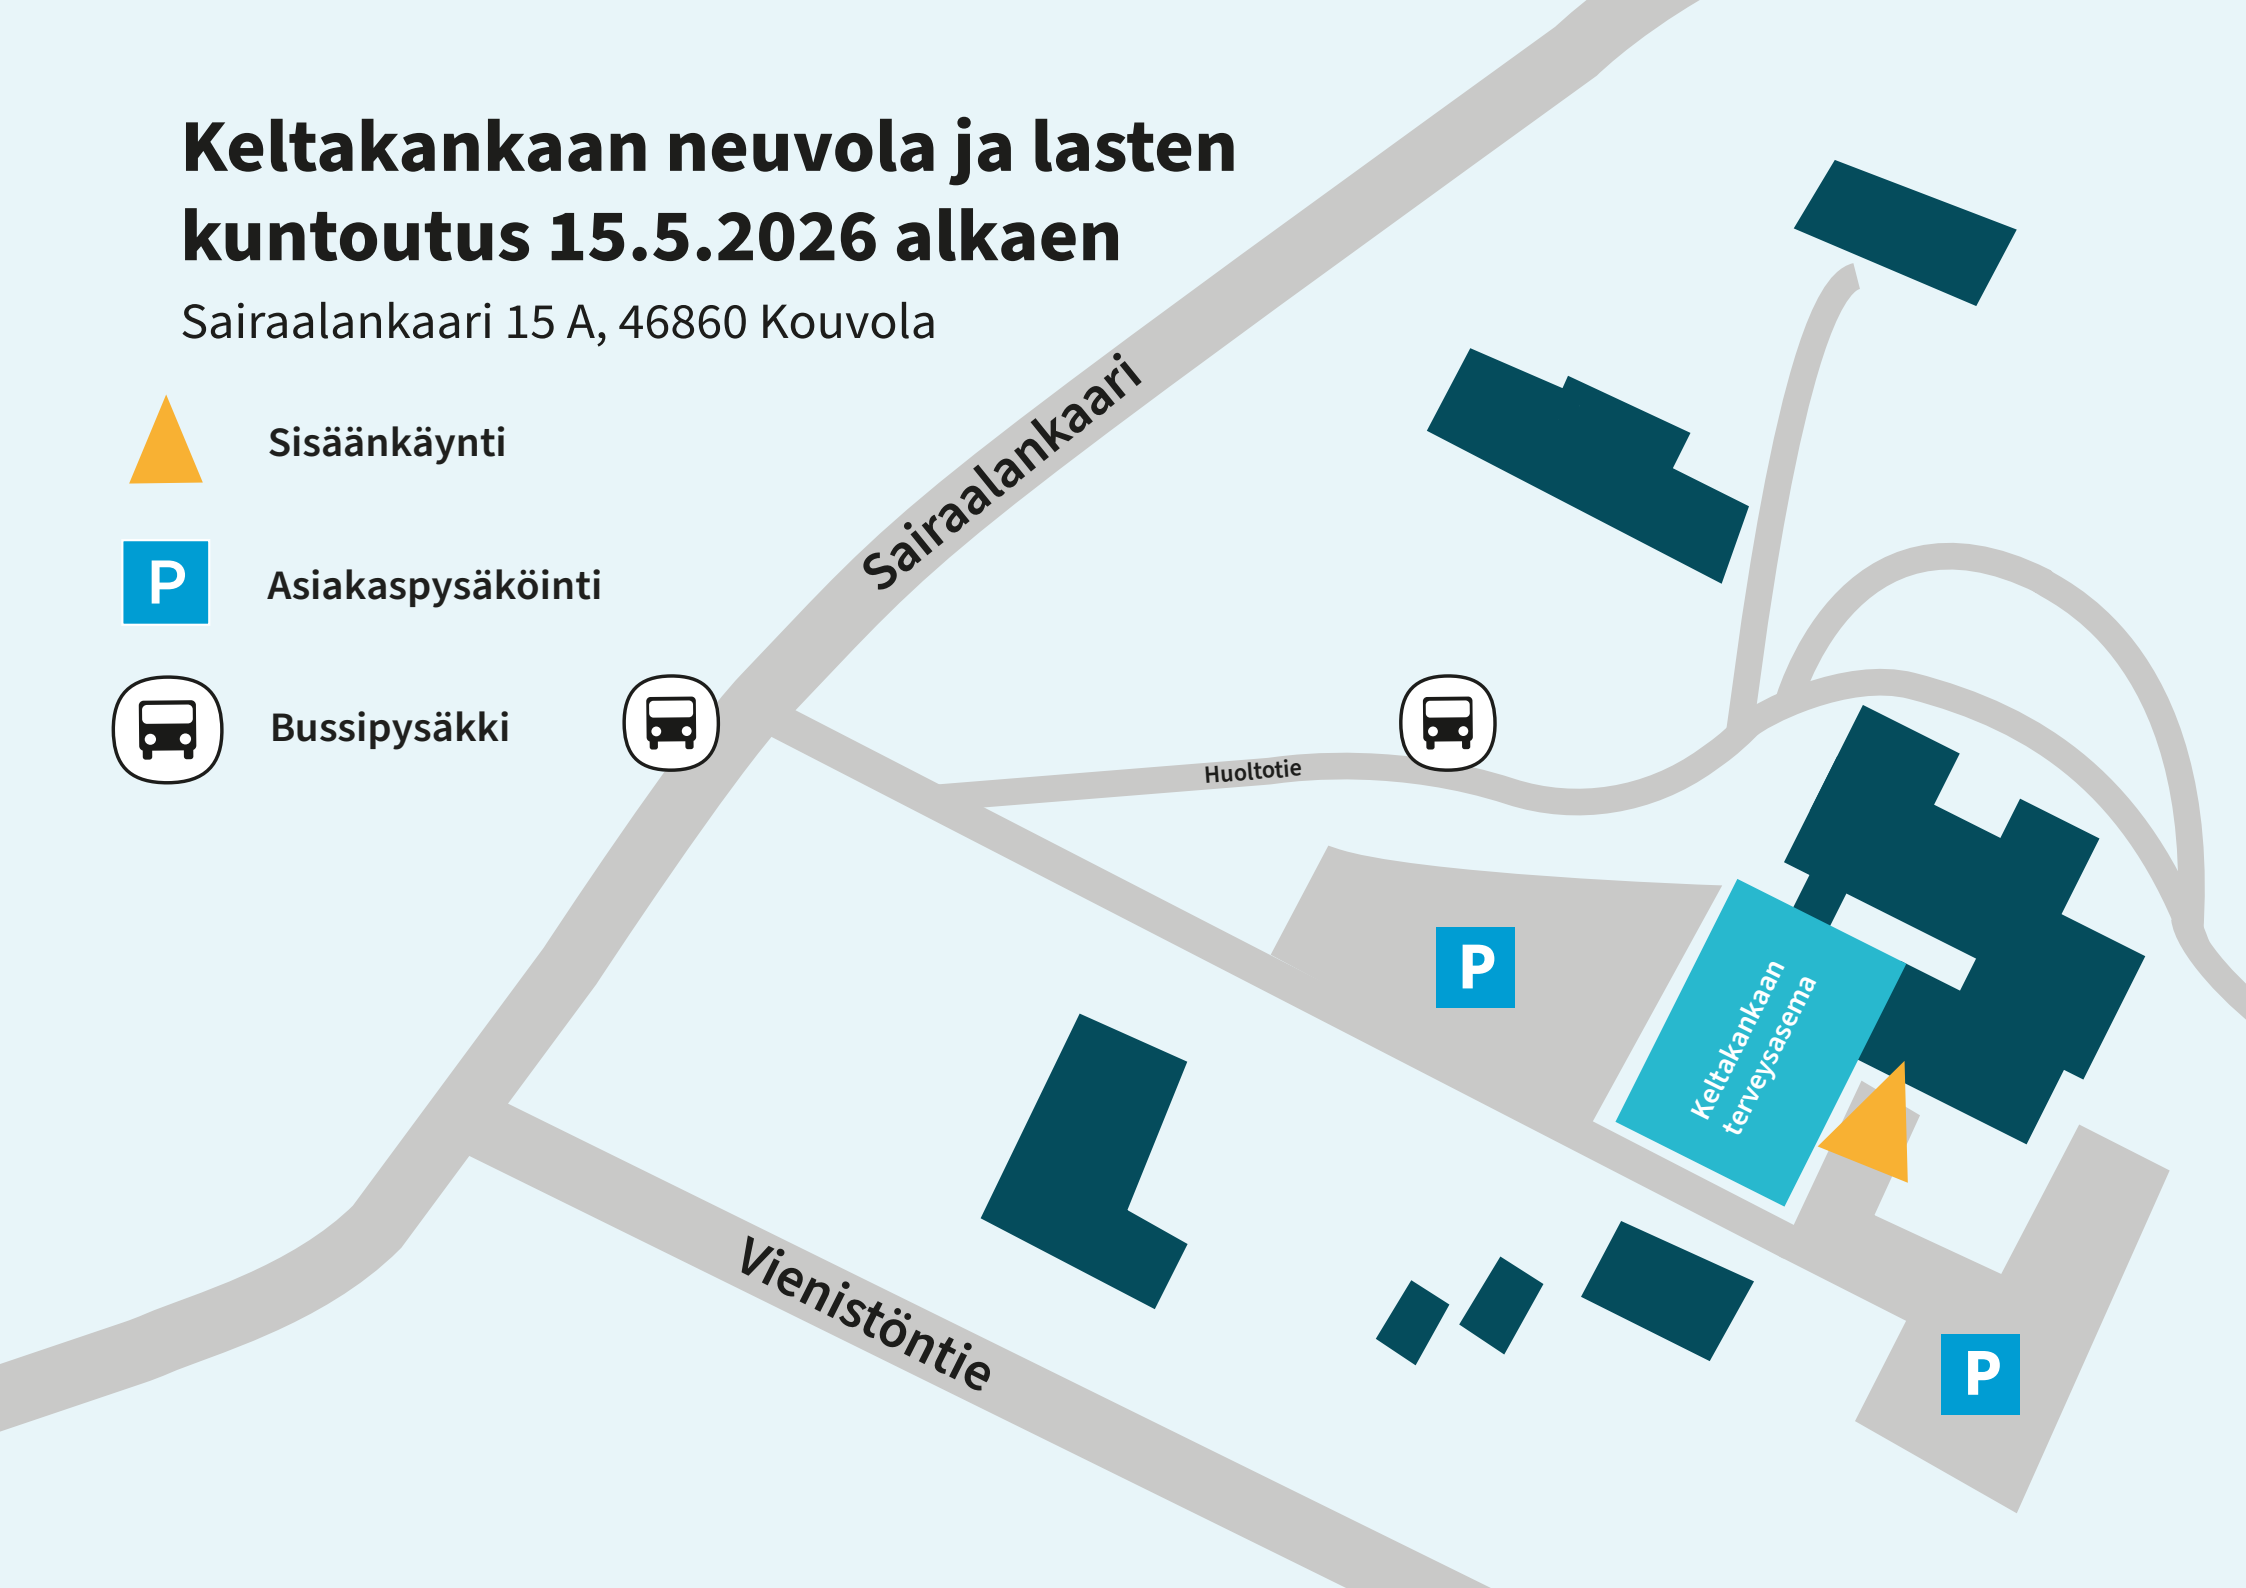 Keltakankaan neuvola ja lasten
kuntoutus 15.5.2026 alkaen
Sairaalankaari 15 A, 46860 Kouvola
Sisäänkäynti
P
Asiakaspysäköinti
Bussipysäkki
Sairaalankaari
Huoltotie
P
Keltakankaan
terveysasema
Vienistöntie
P